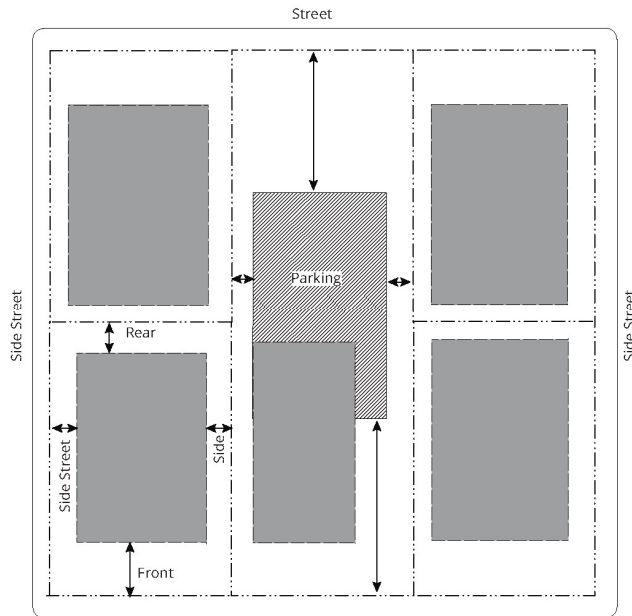 Street
Side Street
Parking
Side Street
Rear
Side Street
Side
Front